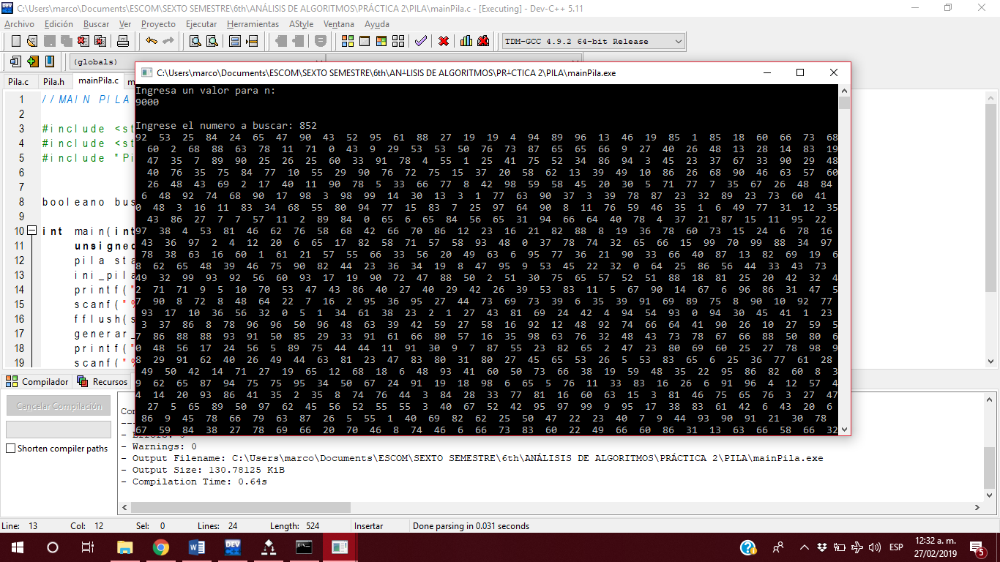 C:\Users\marco\Documents\ESCOM\SEXTO SEMESTRE\6th\ANÁLISIS DE ALGORITMOS\PRÁCTICA 2\PILA\mainPila.c - [Executing] - Dev-C++ 5.11
Archivo Edición Buscar Ver Proyecto Ejecutar Herramientas AStyle Ventana Ayuda
TDM-GCC 4.9.2 64-bit Release
(globals)
Pila.c Pila.h mainPila.c m
1 //MAIN PILA
2
3 #include <st
4 #include <st
5 #include "Pi
6
7
8 booleano bus
9
10 int main(int
11 unsigned
12 pila sta
13 ini_pila
14 printf("
15 scanf("%
16 fflush(s
17 generar_
18 printf("
19 scanf("%
C:\Users\marco\Documents\ESCOM\SEXTO SEMESTRE\6th\AN┴LISIS DE ALGORITMOS\PR┴CTICA 2\PILA\mainPila.exe
Ingresa un valor para n:
9000
Ingrese el numero a buscar: 852
92 53 25 84 24 65 47 90 43 52 95 61 88 27 19 19 4 94 89 96 13 46 19 85 1 85 18 60 66 73 68
60 2 68 88 63 78 11 71 0 43 9 29 53 53 50 76 73 87 65 65 66 9 27 40 26 48 13 28 14 83 19
47 35 7 89 90 25 26 25 60 33 91 78 4 55 1 25 41 75 52 34 86 94 3 45 23 37 67 33 90 29 48
40 76 35 75 84 77 10 55 29 90 76 72 75 15 37 20 58 62 13 39 49 10 86 26 68 90 46 63 57 60
26 48 43 69 2 17 40 11 90 78 5 33 66 77 8 42 98 59 58 45 20 30 5 71 77 7 35 67 26 48 84
6 48 92 74 68 90 17 98 3 98 99 14 30 13 3 1 77 63 90 37 3 39 78 87 23 32 89 23 73 60 41
0 48 3 16 11 83 34 68 55 80 94 77 15 83 7 25 97 64 90 8 11 76 59 46 35 1 6 49 77 31 12 35
43 86 27 7 7 57 11 2 89 84 0 65 6 65 84 56 65 31 94 66 64 40 78 4 37 21 87 15 11 95 22
97 38 4 53 81 46 62 76 58 68 42 66 70 86 12 23 16 21 82 88 8 19 36 78 60 73 15 24 6 78 16
43 36 97 2 4 12 20 6 65 17 82 58 71 57 58 93 48 0 37 78 74 32 65 66 15 99 70 99 88 34 97
78 38 63 16 60 1 61 21 57 55 66 33 56 20 49 63 6 95 77 36 21 90 33 66 40 87 13 82 69 19 6
8 62 65 48 39 46 75 90 82 44 23 36 34 19 8 47 95 9 53 45 22 32 0 64 25 86 56 44 33 43 73
49 32 99 93 92 56 60 93 17 19 90 72 47 88 50 2 51 30 75 65 57 52 51 88 18 81 25 20 42 32 4
2 71 71 9 5 10 70 53 47 43 86 40 27 40 29 42 26 39 53 83 11 5 67 90 14 67 6 96 86 31 47 5
7 90 8 72 8 48 64 22 7 16 2 95 36 95 27 44 73 69 73 39 6 35 39 91 69 89 75 8 90 10 92 77
93 17 10 36 56 32 0 5 1 34 61 38 23 2 1 27 43 81 69 24 42 4 94 54 93 0 94 30 45 41 1 23
3 37 86 8 78 96 96 50 96 48 63 39 42 59 27 58 16 92 12 48 92 74 66 64 41 90 26 10 27 59 5
7 86 88 88 93 91 50 85 29 33 91 61 66 80 57 16 35 98 63 76 32 48 43 73 78 67 66 88 50 80 6
0 48 56 17 24 56 5 89 75 44 44 11 91 30 9 7 87 55 23 82 65 2 47 23 80 69 60 25 27 78 98 9
8 29 91 62 40 26 49 44 63 81 23 47 83 80 31 80 27 45 65 53 26 5 53 83 65 6 25 36 77 61 28
49 50 42 14 71 27 19 65 12 68 18 6 48 93 41 60 50 73 66 38 19 59 48 35 22 95 86 82 60 8 3
9 62 65 87 94 75 75 95 34 50 67 24 91 19 18 98 6 65 5 76 11 33 83 16 26 6 91 96 4 12 57 4
4 14 20 93 86 41 35 2 35 8 74 76 44 3 84 28 33 77 81 16 60 63 15 3 81 46 75 65 76 3 27 47
27 5 65 89 50 97 62 45 56 52 55 55 3 40 67 52 42 95 97 99 9 95 17 38 83 61 42 6 43 20 6
86 9 45 78 66 79 63 87 26 5 55 1 40 69 82 62 25 50 47 22 23 40 7 9 44 93 90 91 21 30 78
67 59 84 38 27 78 69 66 20 70 46 8 74 46 6 66 73 83 60 22 49 66 60 86 31 13 63 66 58 66 32
Compilador Recursos
Cancelar Compilación
Shorten compiler paths
- Errors: 0
- Warnings: 0
- Output Filename: C:\Users\marco\Documents\ESCOM\SEXTO SEMESTRE\6th\ANÁLISIS DE ALGORITMOS\PRÁCTICA 2\PILA\mainPila.exe
- Output Size: 130.78125 KiB
- Compilation Time: 0.64s
Line: 13 Col: 12 Sel: 0 Lines: 24 Length: 524 Insertar Done parsing in 0.031 seconds
ESP 12:32 a. m.
27/02/2019
5